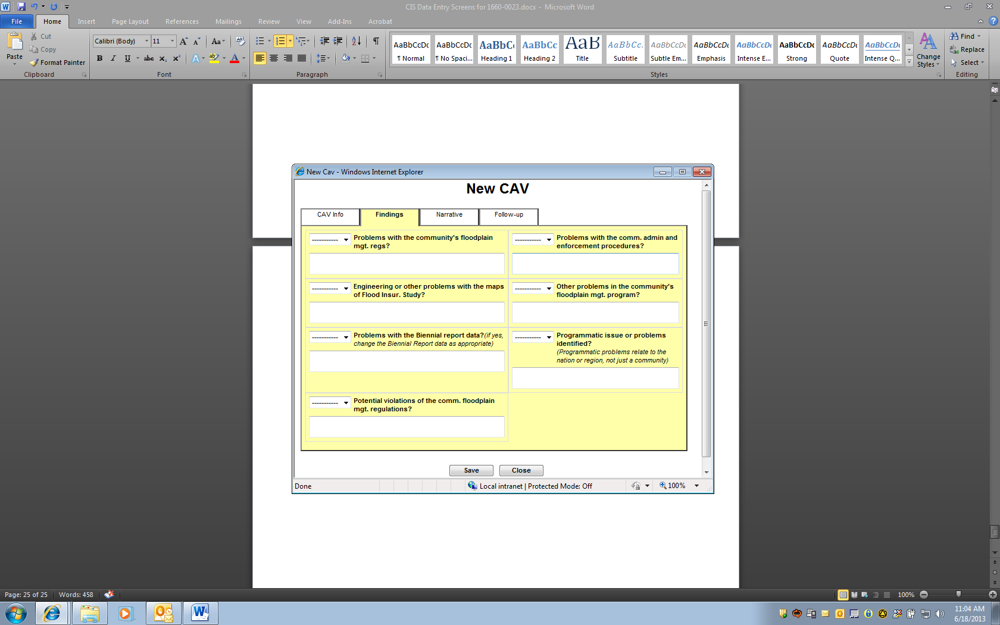 CIS Data Entry Screens for 1660-0023.docx - Microsoft Word
File Home Insert Page Layout References Mailings Review View Add-Ins Acrobat
Paste
Cut
Copy
Format Painter
Clipboard
Calibri (Body) 11
Font
Paragraph
AaBbCcDc AaBbCcDc AaBbC AaBbCc AaB AaBbCc. AaBbCcD AaBbCcD AaBbCcDc AaBbCcDc AaBbCcD AaBbCcD
¶ Normal ¶ No Spaci... Heading 1 Heading 2 Title Subtitle Subtle Em... Emphasis Intense E... Strong Quote Intense Q...
Styles
Change
Styles
Find
Replace
Select
Editing
New Cav - Windows Internet Explorer
New CAV
CAV Info Findings Narrative Follow-up
----------- Problems with the community's floodplain
mgt. regs?
----------- Problems with the comm. admin and
enforcement procedures?
----------- Engineering or other problems with the maps
of Flood Insur. Study?
----------- Other problems in the community's
floodplain mgt. program?
----------- Problems with the Biennial report data?(if yes,
change the Biennial Report data as appropriate)
----------- Programmatic issue or problems
identified?
(Programmatic problems relate to the
nation or region, not just a community)
----------- Potential violations of the comm. floodplain
mgt. regulations?
Save Close
Done Local intranet | Protected Mode: Off 100%
Page: 25 of 25 Words: 458 100%
11:04 AM
6/18/2013